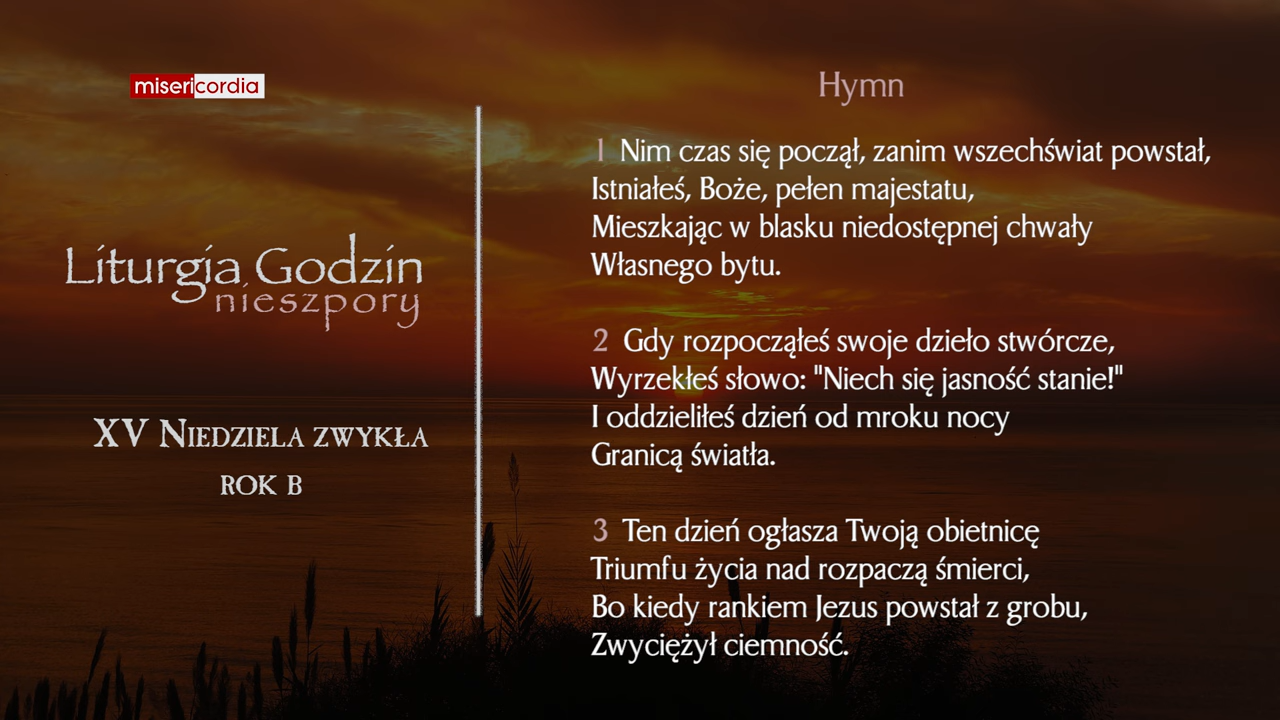 misericordia
Liturgia Godzin
nieszpory
XV Niedziela zwykła
rok B
Hymn
1 Nim czas się począł, zanim wszechświat powstał,
Istniałeś, Boże, pełen majestatu,
Mieszkając w blasku niedostępnej chwały
Własnego bytu.
2 Gdy rozpocząłeś swoje dzieło stwórcze,
Wyrzekłeś słowo: "Niech się jasność stanie!"
I oddzieliłeś dzień od mroku nocy
Granicą światła.
3 Ten dzień ogłasza Twoją obietnicę
Triumfu życia nad rozpaczą śmierci,
Bo kiedy rankiem Jezus powstał z grobu,
Zwyciężył ciemność.